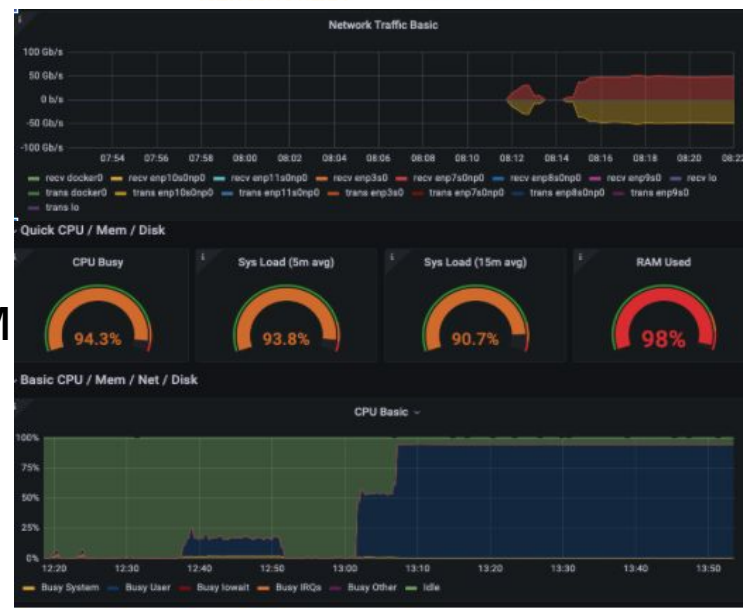 Network Traffic Basic
100 Gb/s
50 Gb/s
0 b/s
-50 Gb/s
-100 Gb/s
07:54 07:56 07:58 08:00 08:02 08:04 08:06 08:08 08:10 08:12 08:14 08:16 08:18 08:20 08:22
recv docker0 recv enp10s0np0 recv enp11s0np0 recv enp3s0 recv enp7s0np0 recv enp8s0np0 recv enp9s0 recv lo
trans docker0 trans enp10s0np0 trans enp11s0np0 trans enp3s0 trans enp7s0np0 trans enp8s0np0 trans enp9s0
trans lo
Quick CPU / Mem / Disk
CPU Busy Sys Load (5m avg) Sys Load (15m avg) RAM Used
M
94.3% 93.8% 90.7% 98%
Basic CPU / Mem / Net / Disk
CPU Basic
100%
75%
50%
25%
0%
12:20 12:30 12:40 12:50 13:00 13:10 13:20 13:30 13:40 13:50
Busy System Busy User Busy Iowait Busy IRQs Busy Other Idle